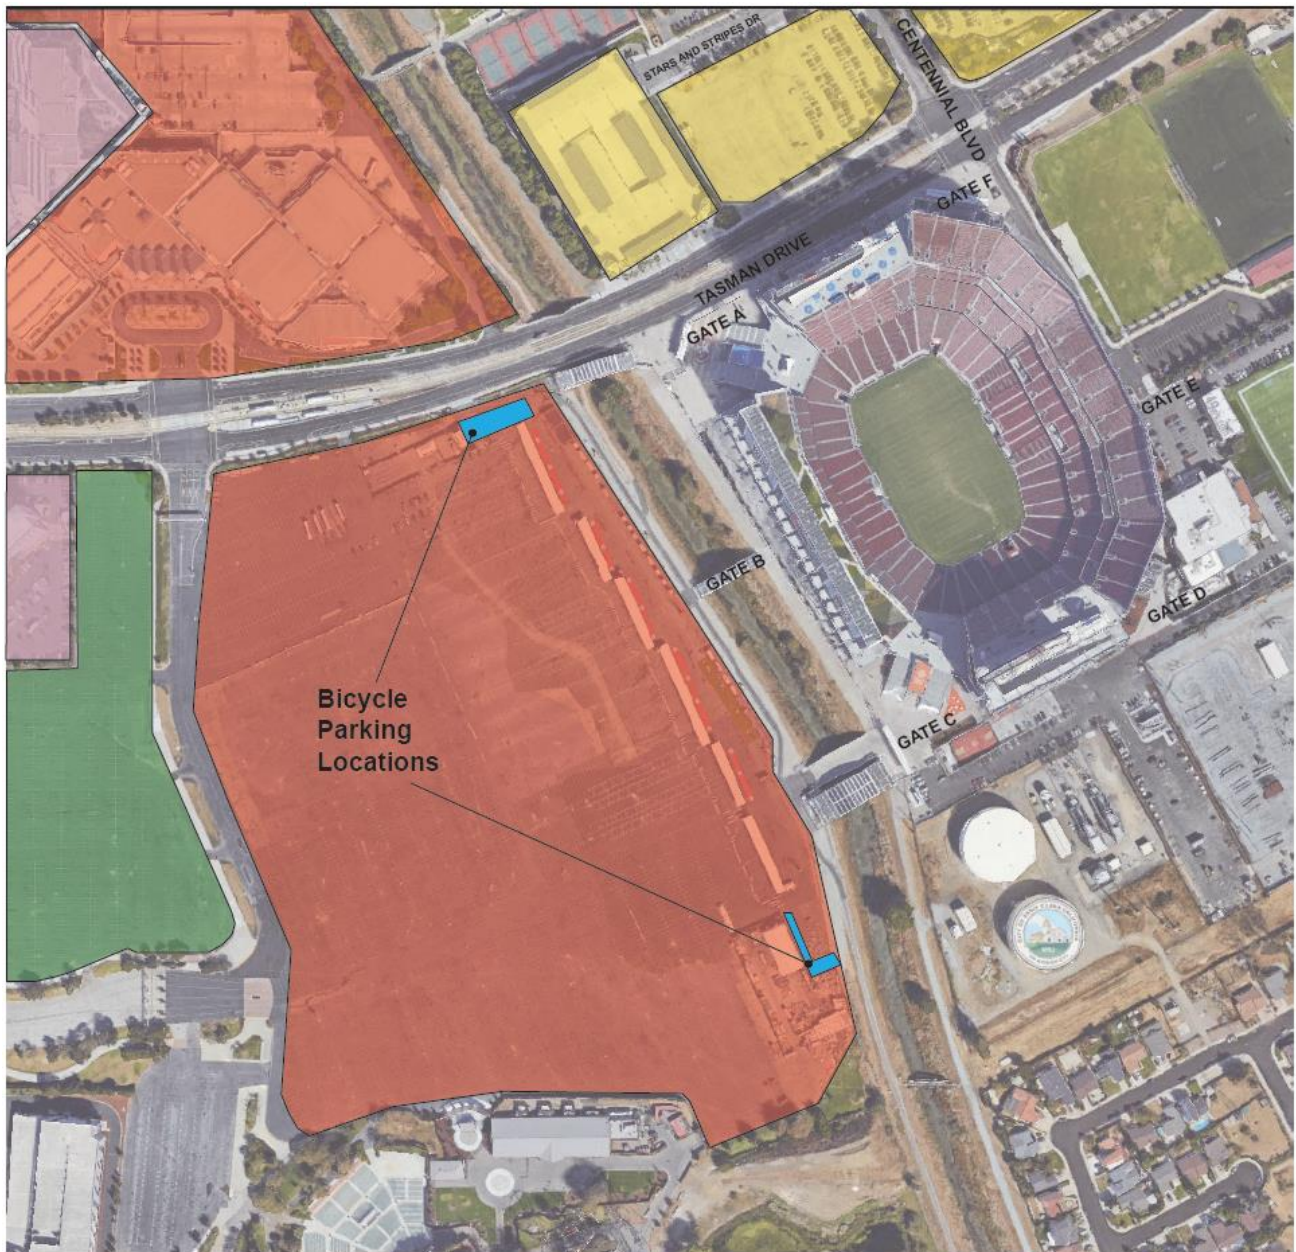 STARS AND STRIPES DR
CENTENNIAL BLVD
GATE F
TASMAN DRIVE
GATE A
GATE E
GATE B
GATE D
Bicycle
Parking
Locations
GATE C